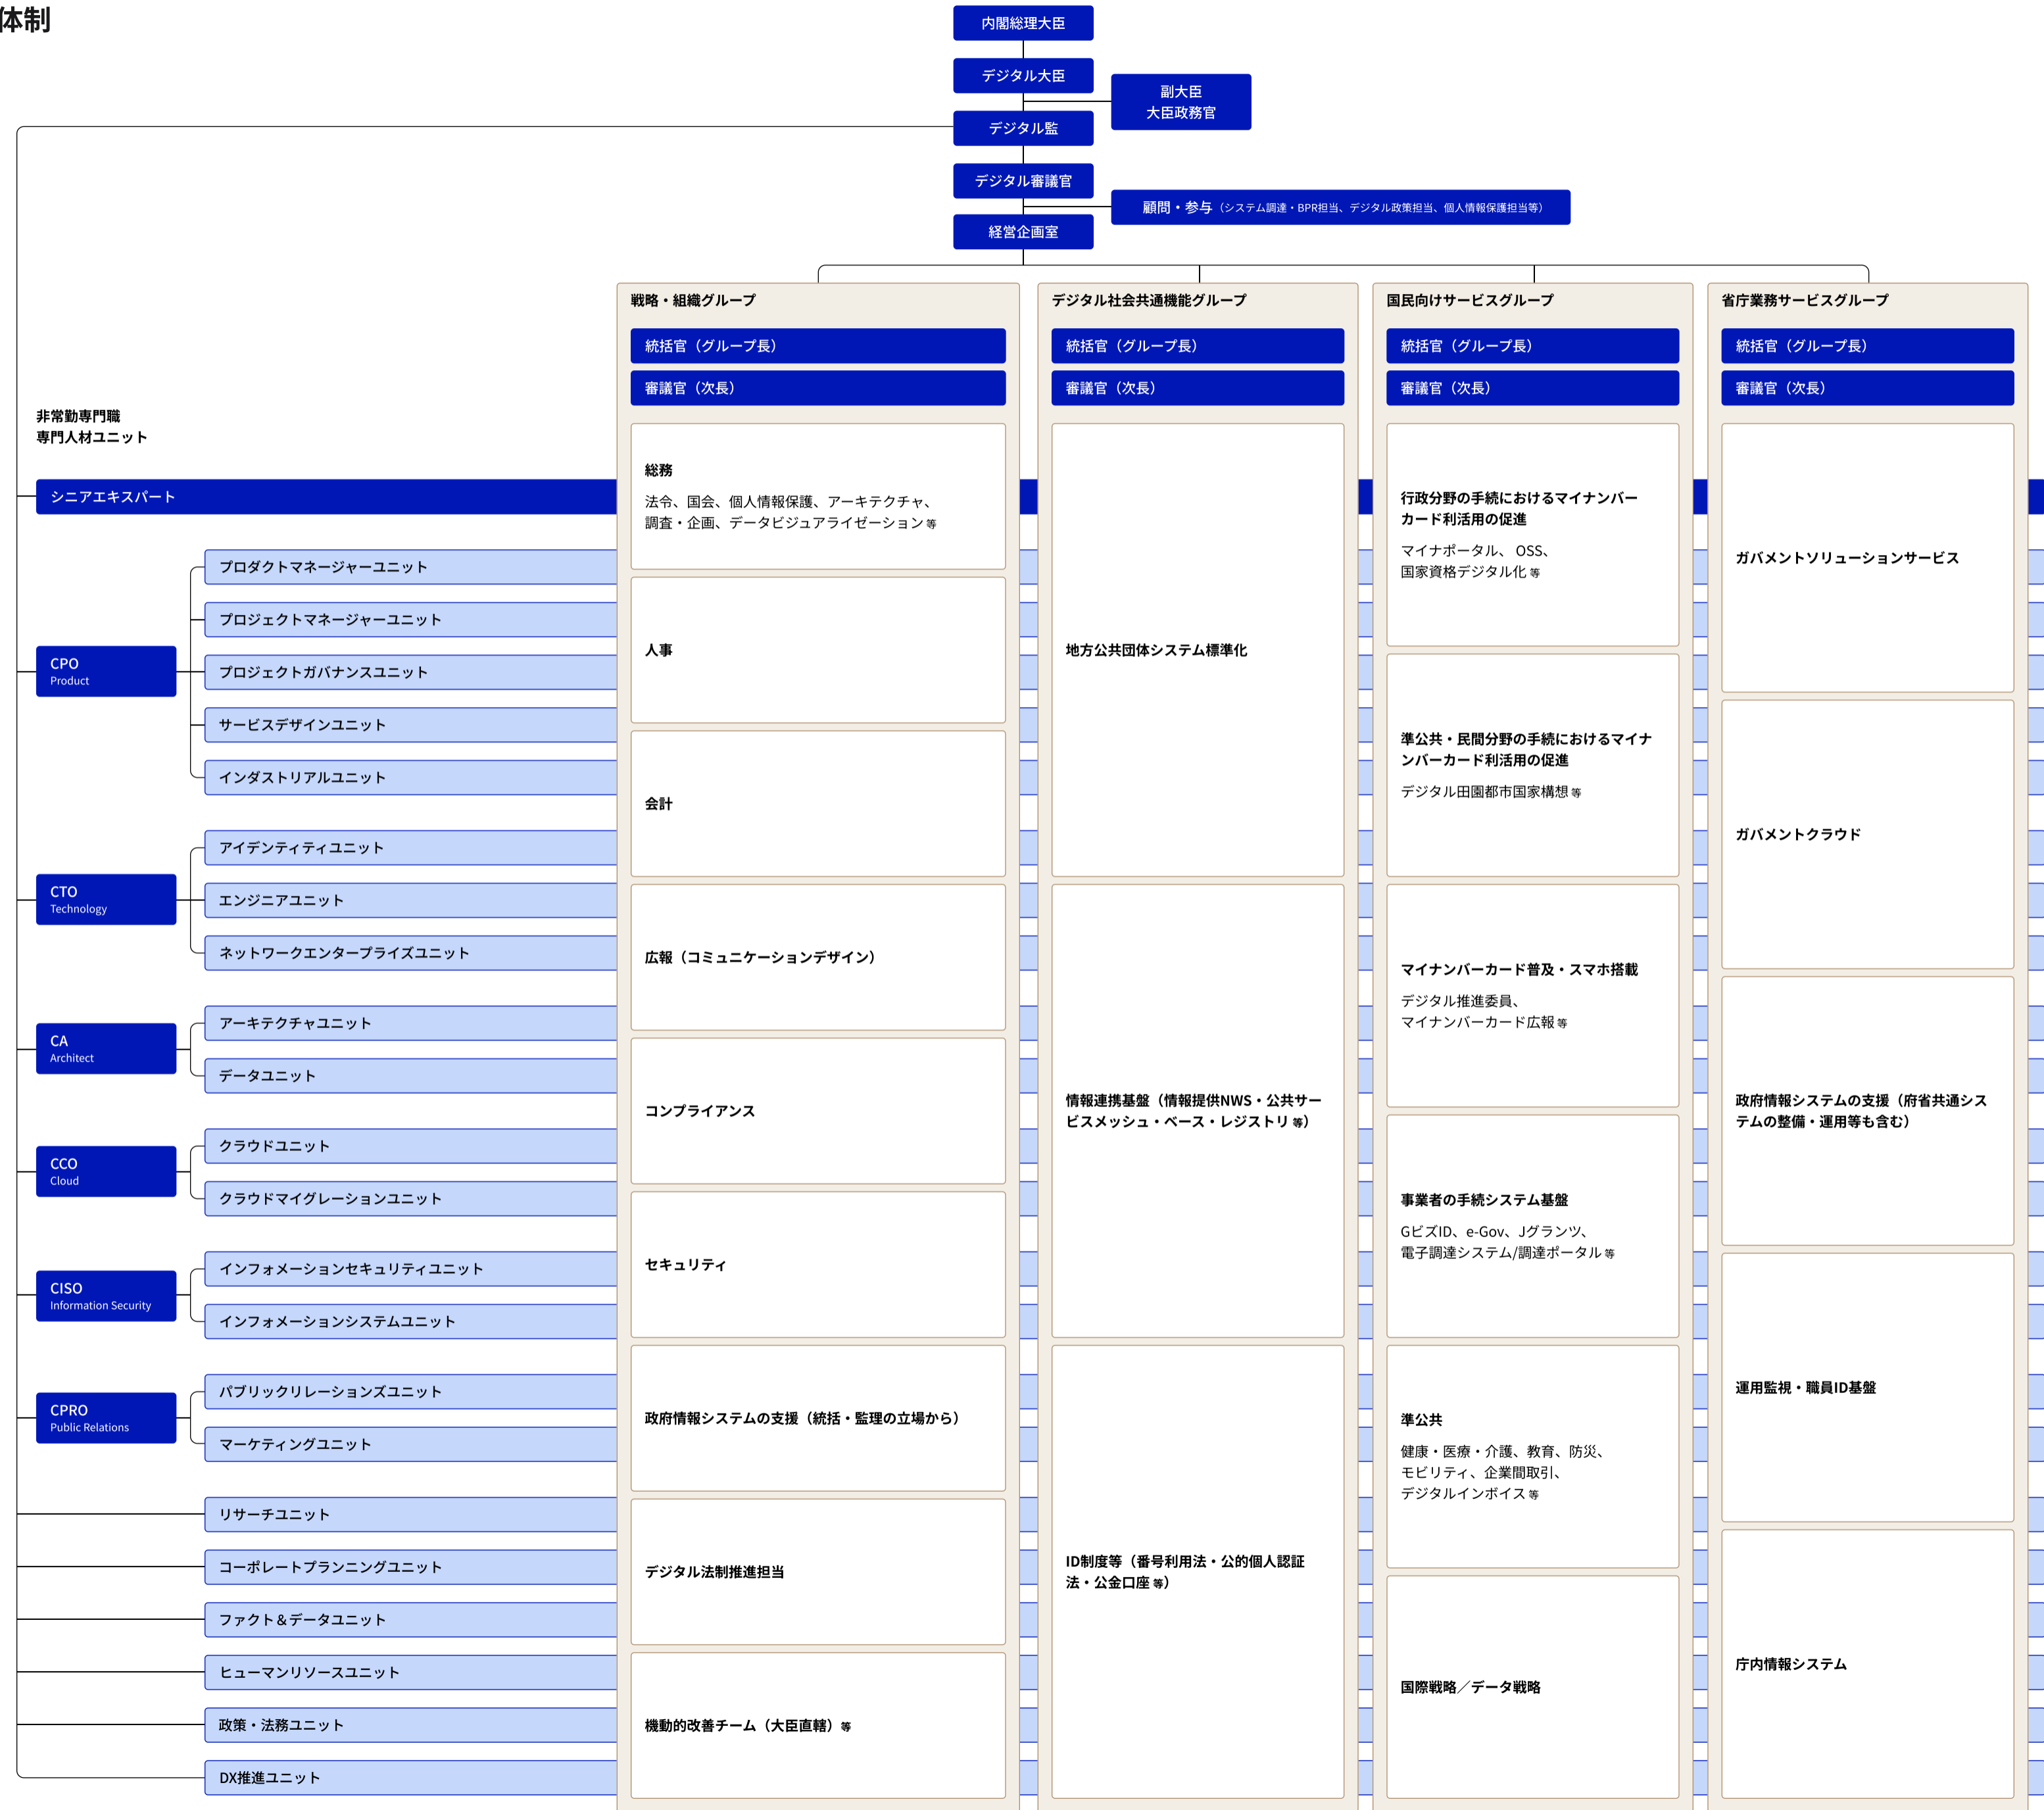 体制
内閣総理大臣
デジタル大臣
副大臣
大臣政務官
デジタル監
デジタル審議官
顧問・参与（システム調達・BPR担当、デジタル政策担当、個人情報保護担当等）
経営企画室
非常勤専門職
専門人材ユニット
シニアエキスパート
CPO
Product
プロダクトマネージャーユニット
プロジェクトマネージャーユニット
プロジェクトガバナンスユニット
サービスデザインユニット
インダストリアルユニット
CTO
Technology
アイデンティティユニット
エンジニアユニット
ネットワークエンタープライズユニット
CA
Architect
アーキテクチャユニット
データユニット
CCO
Cloud
クラウドユニット
クラウドマイグレーションユニット
CISO
Information Security
インフォメーションセキュリティユニット
インフォメーションシステムユニット
CPRO
Public Relations
パブリックリレーションズユニット
マーケティングユニット
リサーチユニット
コーポレートプランニングユニット
ファクト＆データユニット
ヒューマンリソースユニット
政策・法務ユニット
DX推進ユニット
戦略・組織グループ
統括官（グループ長）
審議官（次長）
総務
法令、国会、個人情報保護、アーキテクチャ、
調査・企画、データビジュアライゼーション 等
人事
会計
広報（コミュニケーションデザイン）
コンプライアンス
セキュリティ
政府情報システムの支援（統括・監理の立場から）
デジタル法制推進担当
機動的改善チーム（大臣直轄）等
デジタル社会共通機能グループ
統括官（グループ長）
審議官（次長）
地方公共団体システム標準化
情報連携基盤（情報提供NWS・公共サー
ビスメッシュ・ベース・レジストリ 等）
ID制度等（番号利用法・公的個人認証
法・公金口座 等）
国民向けサービスグループ
統括官（グループ長）
審議官（次長）
行政分野の手続におけるマイナンバー
カード利活用の促進
マイナポータル、 OSS、
国家資格デジタル化 等
準公共・民間分野の手続におけるマイナ
ンバーカード利活用の促進
デジタル田園都市国家構想 等
マイナンバーカード普及・スマホ搭載
デジタル推進委員、
マイナンバーカード広報 等
事業者の手続システム基盤
GビズID、e-Gov、Jグランツ、
電子調達システム/調達ポータル 等
準公共
健康・医療・介護、教育、防災、
モビリティ、企業間取引、
デジタルインボイス 等
国際戦略／データ戦略
省庁業務サービスグループ
統括官（グループ長）
審議官（次長）
ガバメントソリューションサービス
ガバメントクラウド
政府情報システムの支援（府省共通シス
テムの整備・運用等も含む）
運用監視・職員ID基盤
庁内情報システム